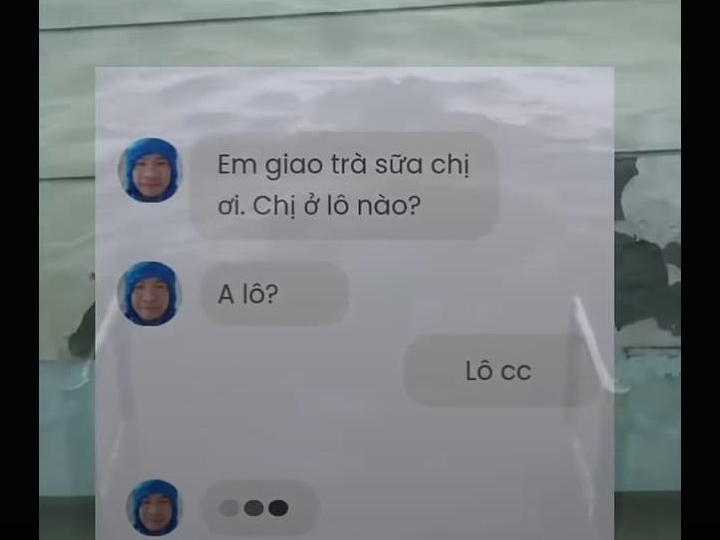 Em giao trà sữa chị
ơi. Chị ở lô nào?
A lô?
Lô cc